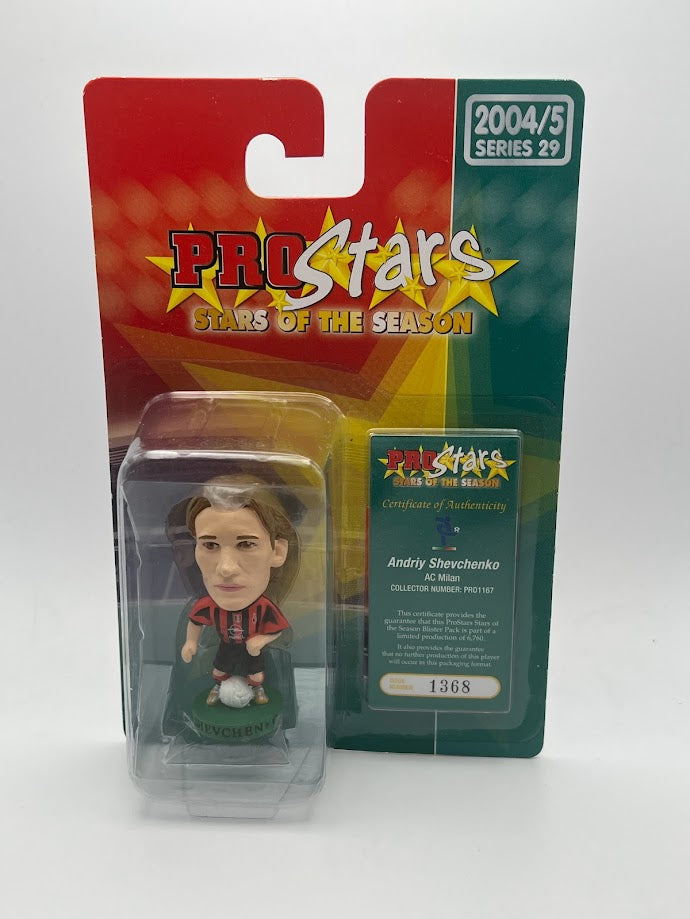 2004/5
SERIES 29
PROStars
STARS OF THE SEASON
PROStars
STARS OF THE SEASON
Certificate of Authenticity
Andriy Shevchenko
AC Milan
COLLECTOR NUMBER: PRO1167
This certificate provides the
guarantee that this ProStars Stars of
the Season Blister Pack is part of a
limited production of 6,760.
It also provides the guarantee
that no further production of this player
will occur in this packaging format.
ISSUE
NUMBER 1368